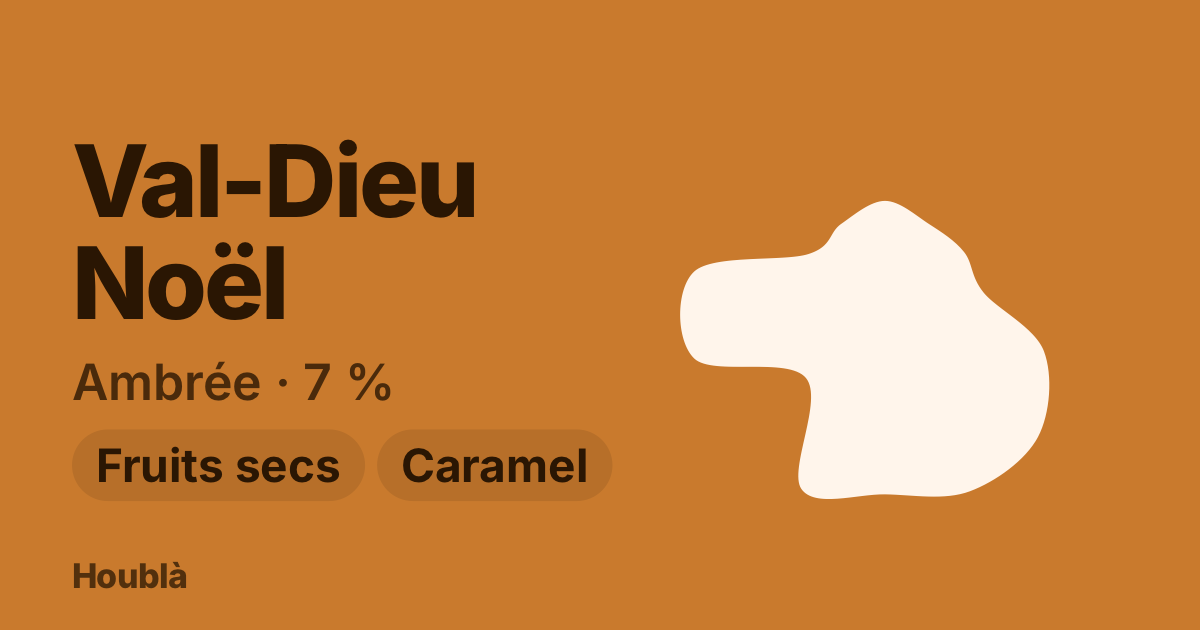 Val-Dieu
Noël
Ambrée · 7 %
Fruits secs Caramel
Houblà